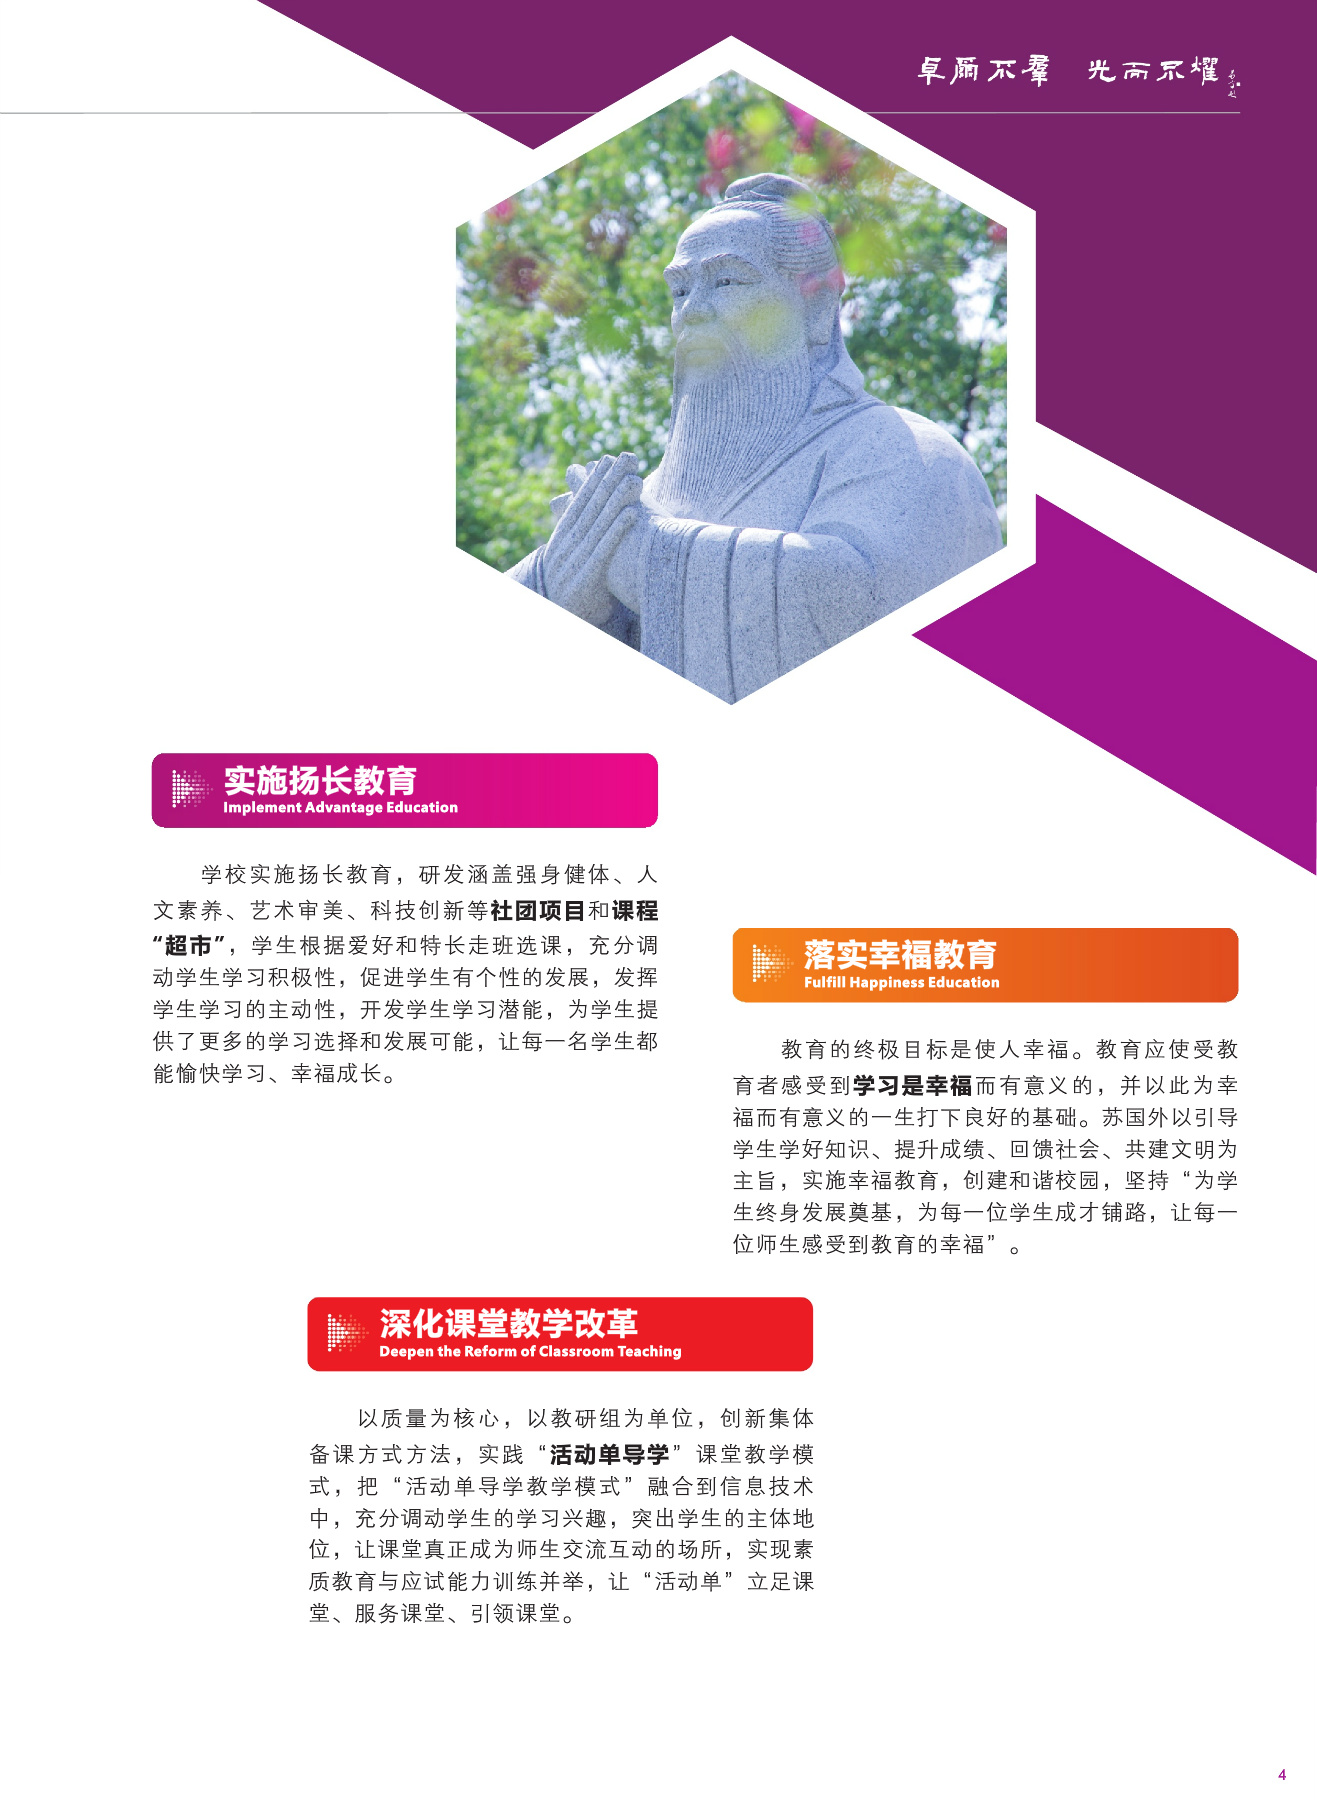 卓爾不羣 光而不燿
实施扬长教育
Implement Advantage Education
学校实施扬长教育，研发涵盖强身健体、人
文素养、艺术审美、科技创新等社团项目和课程
“超市”，学生根据爱好和特长走班选课，充分调
动学生学习积极性，促进学生有个性的发展，发挥
学生学习的主动性，开发学生学习潜能，为学生提
供了更多的学习选择和发展可能，让每一名学生都
能愉快学习、幸福成长。
落实幸福教育
Fulfill Happiness Education
教育的终极目标是使人幸福。教育应使受教
育者感受到学习是幸福而有意义的，并以此为幸
福而有意义的一生打下良好的基础。苏国外以引导
学生学好知识、提升成绩、回馈社会、共建文明为
主旨，实施幸福教育，创建和谐校园，坚持“为学
生终身发展奠基，为每一位学生成才铺路，让每一
位师生感受到教育的幸福”。
深化课堂教学改革
Deepen the Reform of Classroom Teaching
以质量为核心，以教研组为单位，创新集体
备课方式方法，实践“活动单导学”课堂教学模
式，把“活动单导学教学模式”融合到信息技术
中，充分调动学生的学习兴趣，突出学生的主体地
位，让课堂真正成为师生交流互动的场所，实现素
质教育与应试能力训练并举，让“活动单”立足课
堂、服务课堂、引领课堂。
4